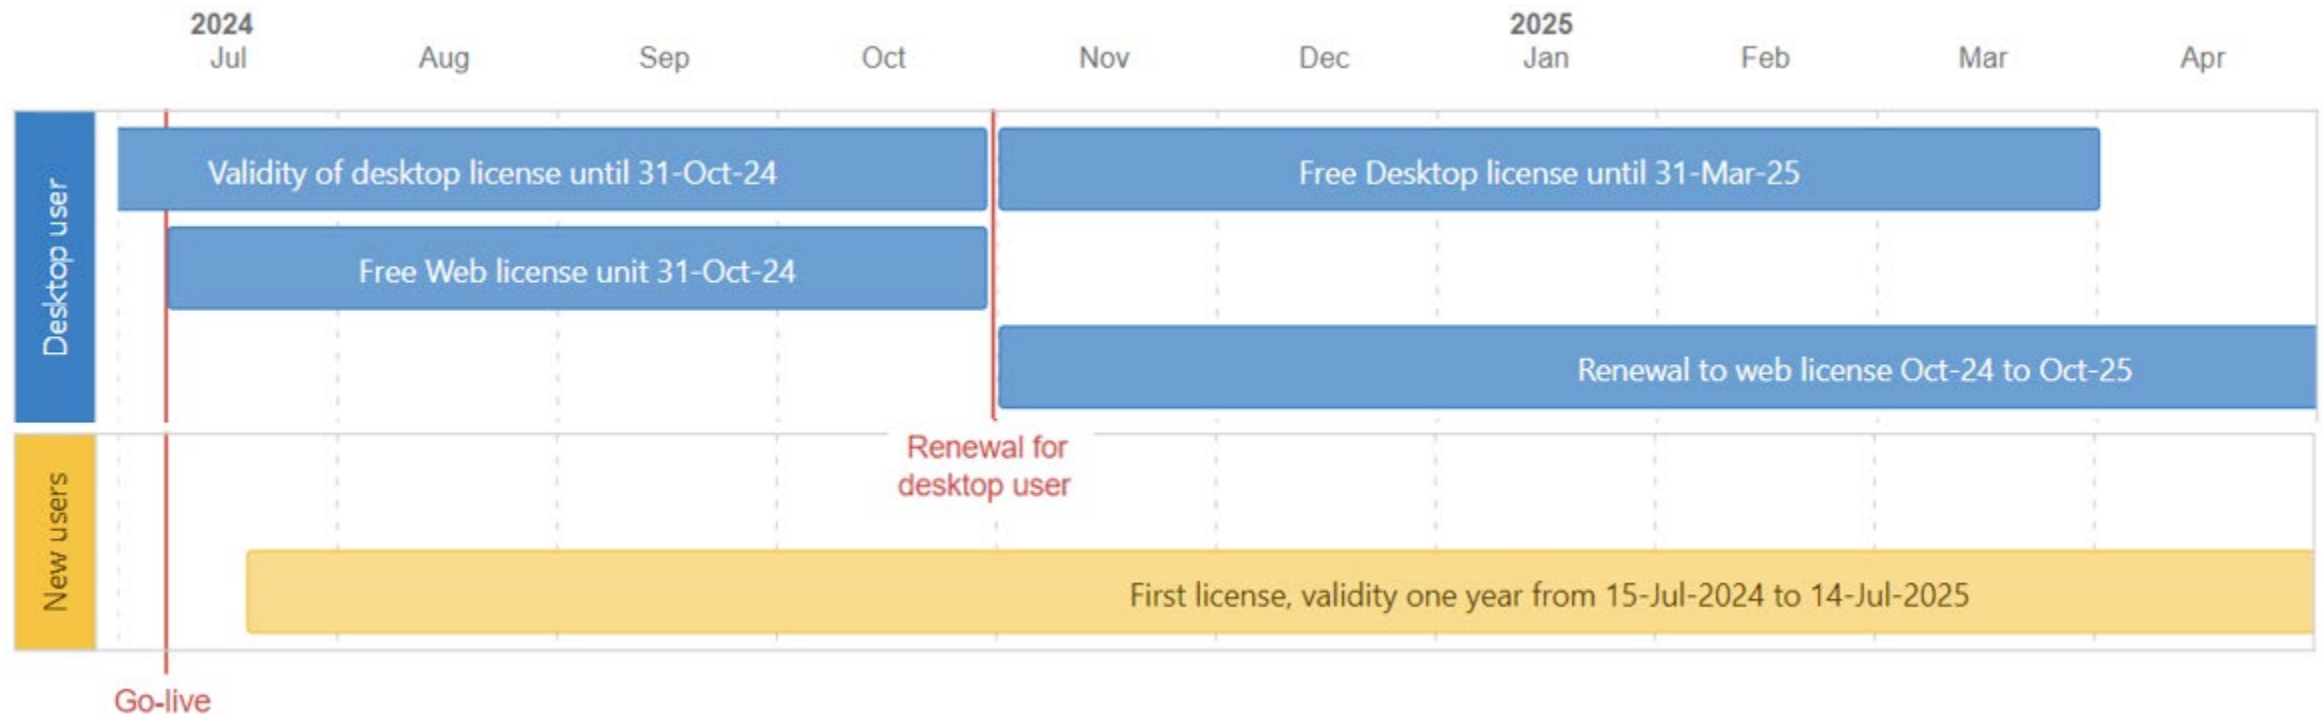 2024
2025
Jul
Aug
Sep
Oct
Nov
Dec
Jan
Feb
Mar
Apr
Desktop user
Validity of desktop license until 31-Oct-24
Free Desktop license until 31-Mar-25
Free Web license unit 31-Oct-24
Renewal to web license Oct-24 to Oct-25
Renewal for
desktop user
New users
First license, validity one year from 15-Jul-2024 to 14-Jul-2025
Go-live